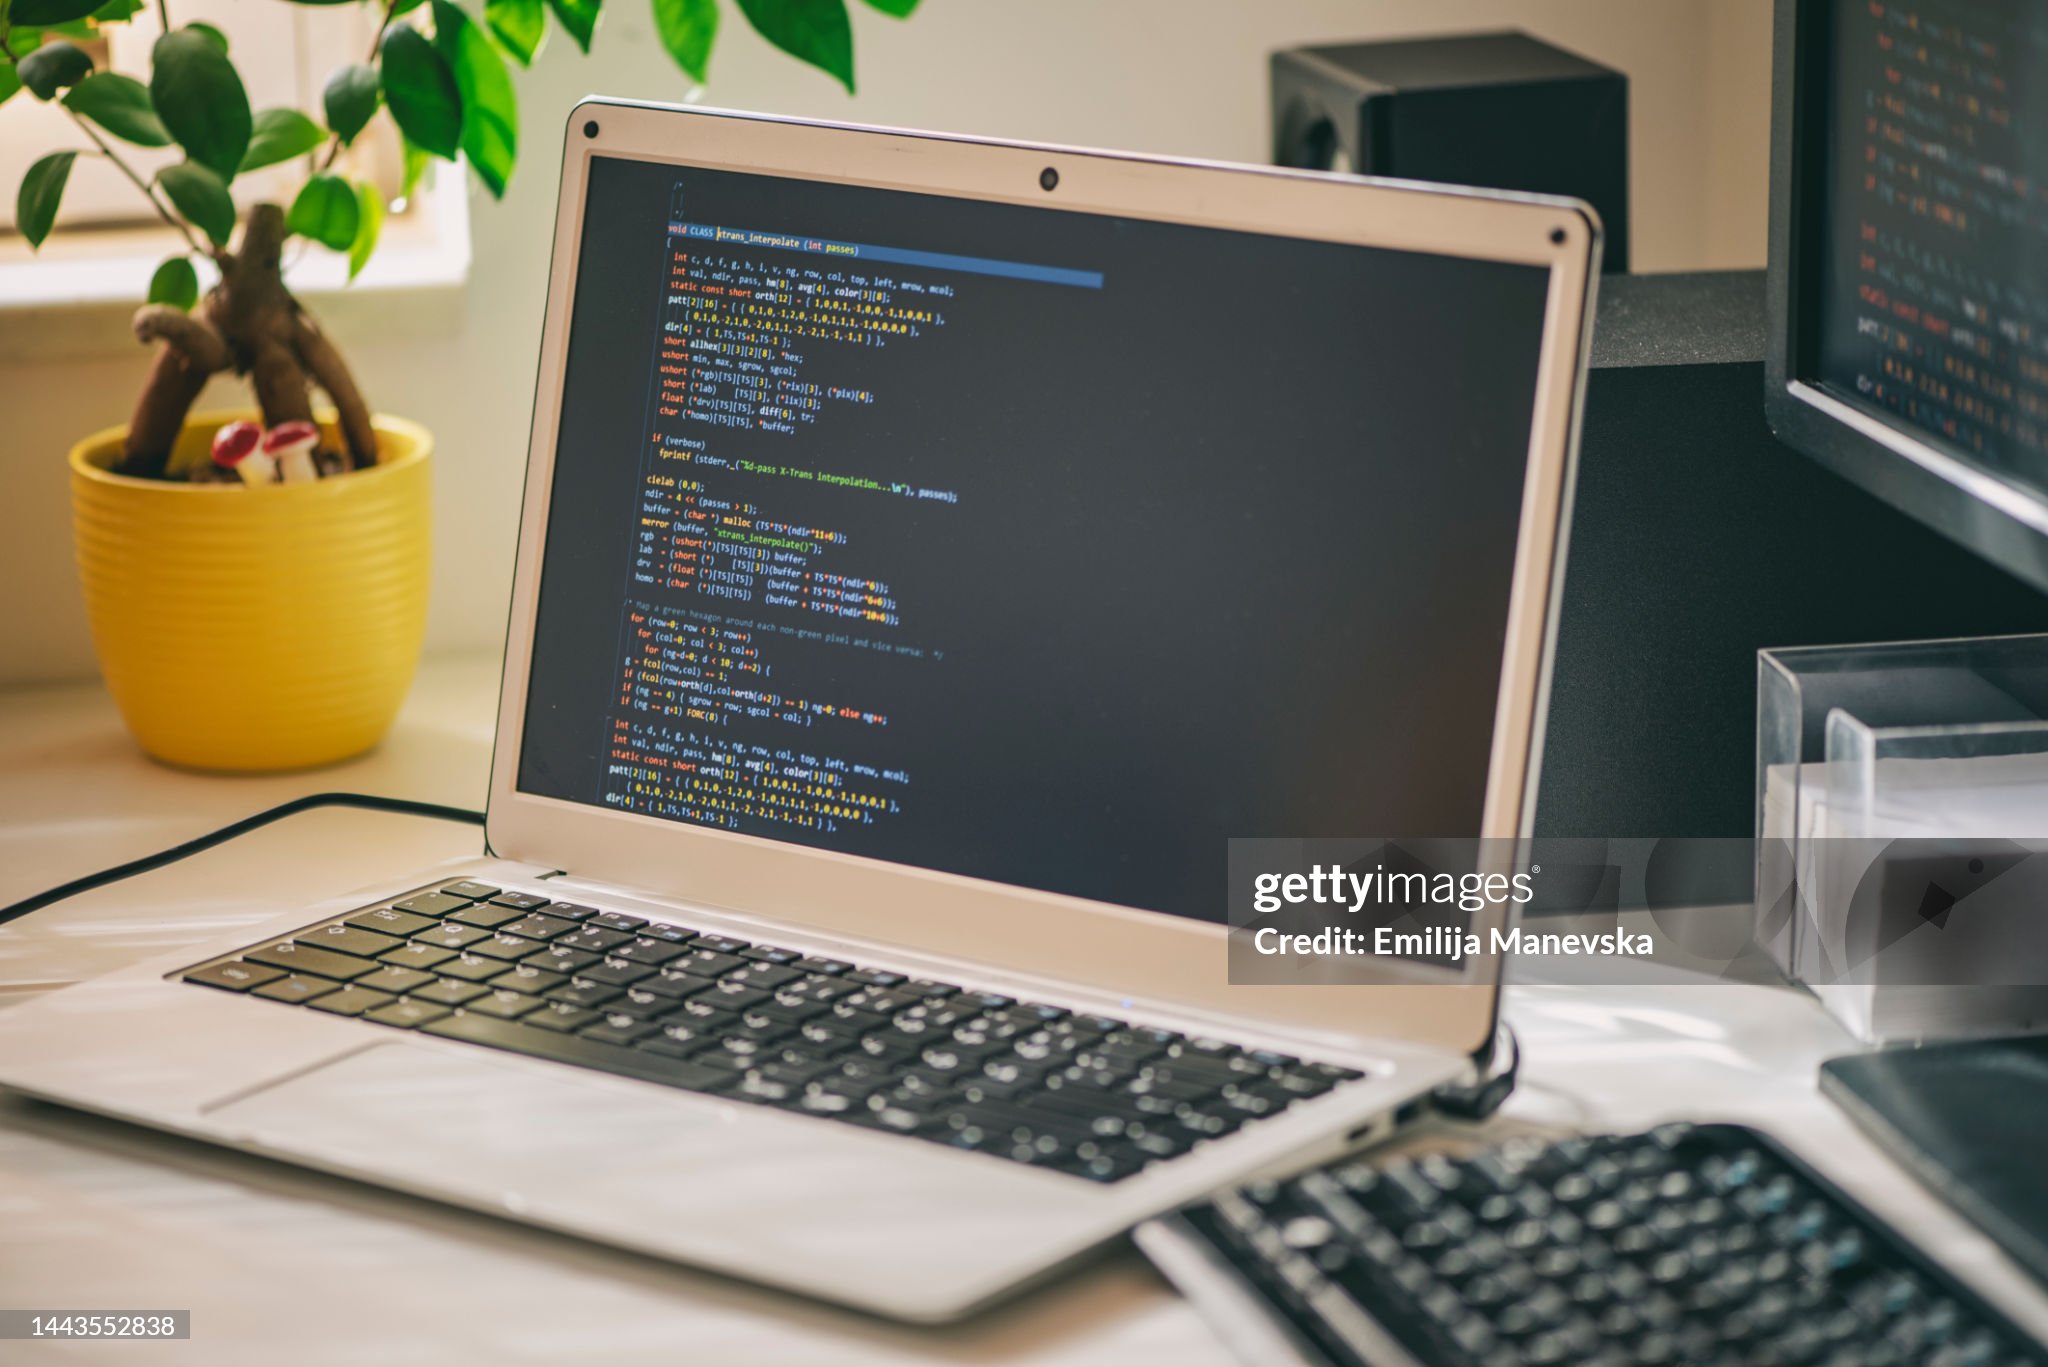 /*
*/
void CLASS xtrans_interpolate (int passes)
{
int c, d, f, g, h, i, v, ng, row, col, top, left, mrow, mcol;
int val, ndir, pass, hm[8], avg[4], color[3][8];
static const short orth[12] = { 1,0,0,1,-1,0,0,-1,1,0,0,1 },
patt[2][16] = { { 0,1,0,-1,2,0,-1,0,1,1,1,-1,0,0,0,0 },
{ 0,1,0,-2,1,0,-2,0,1,1,-2,-2,1,-1,-1,1 } },
dir[4] = { 1,TS,TS+1,TS-1 };
short allhex[3][3][2][8], *hex;
ushort min, max, sgrow, sgcol;
ushort (*rgb)[TS][TS][3], (*rix)[3], (*pix)[4];
short (*lab) [TS][3], (*lix)[3];
float (*drv)[TS][TS], diff[6], tr;
char (*homo)[TS][TS], *buffer;
if (verbose)
fprintf (stderr,_("%d-pass X-Trans interpolation...\n"), passes);
cielab (0,0);
ndir = 4 << (passes > 1);
buffer = (char *) malloc (TS*TS*(ndir*11+6));
merror (buffer, "xtrans_interpolate()");
rgb = (ushort(*)[TS][TS][3]) buffer;
lab = (short (*) [TS][3])(buffer + TS*TS*(ndir*6));
drv = (float (*)[TS][TS]) (buffer + TS*TS*(ndir*6+6));
homo = (char (*)[TS][TS]) (buffer + TS*TS*(ndir*10+6));
/* Map a green hexagon around each non-green pixel and vice versa: */
for (row=0; row < 3; row++)
for (col=0; col < 3; col++)
for (ng=d=0; d < 10; d+=2) {
g = fcol(row,col) == 1;
if (fcol(row+orth[d],col+orth[d+2]) == 1) ng=0; else ng++;
if (ng == 4) { sgrow = row; sgcol = col; }
if (ng == g+1) FORC(8) {
int c, d, f, g, h, i, v, ng, row, col, top, left, mrow, mcol;
int val, ndir, pass, hm[8], avg[4], color[3][8];
static const short orth[12] = { 1,0,0,1,-1,0,0,-1,1,0,0,1 },
patt[2][16] = { { 0,1,0,-1,2,0,-1,0,1,1,1,-1,0,0,0,0 },
{ 0,1,0,-2,1,0,-2,0,1,1,-2,-2,1,-1,-1,1 } },
dir[4] = { 1,TS,TS+1,TS-1 };
gettyimages®
Credit: Emilija Manevska
1443552838